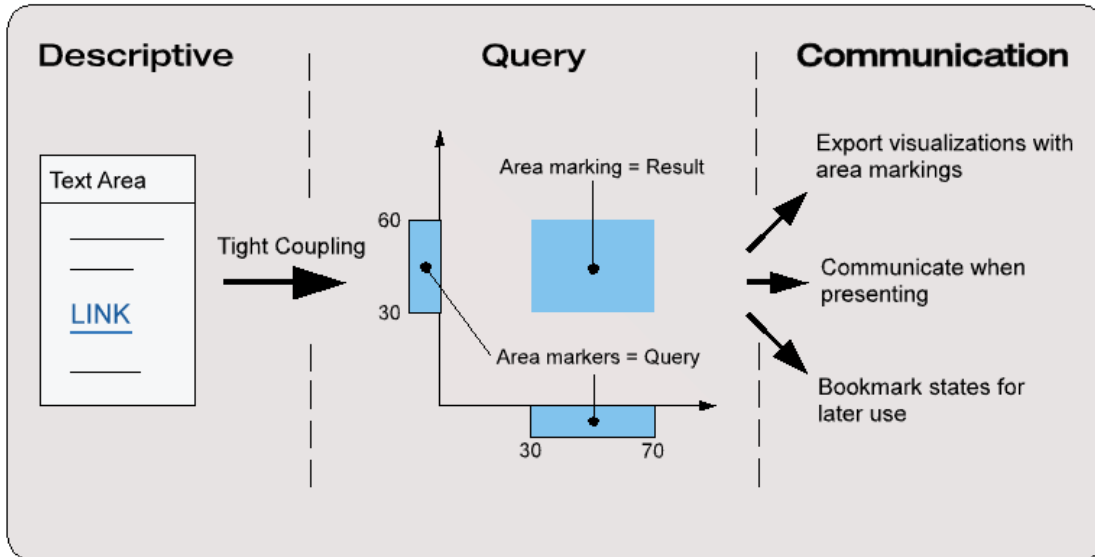 Descriptive
Query
Communication
Text Area
LINK
Tight Coupling
Area marking = Result
60
30
Area markers = Query
30
70
Export visualizations with
area markings
Communicate when
presenting
Bookmark states for
later use